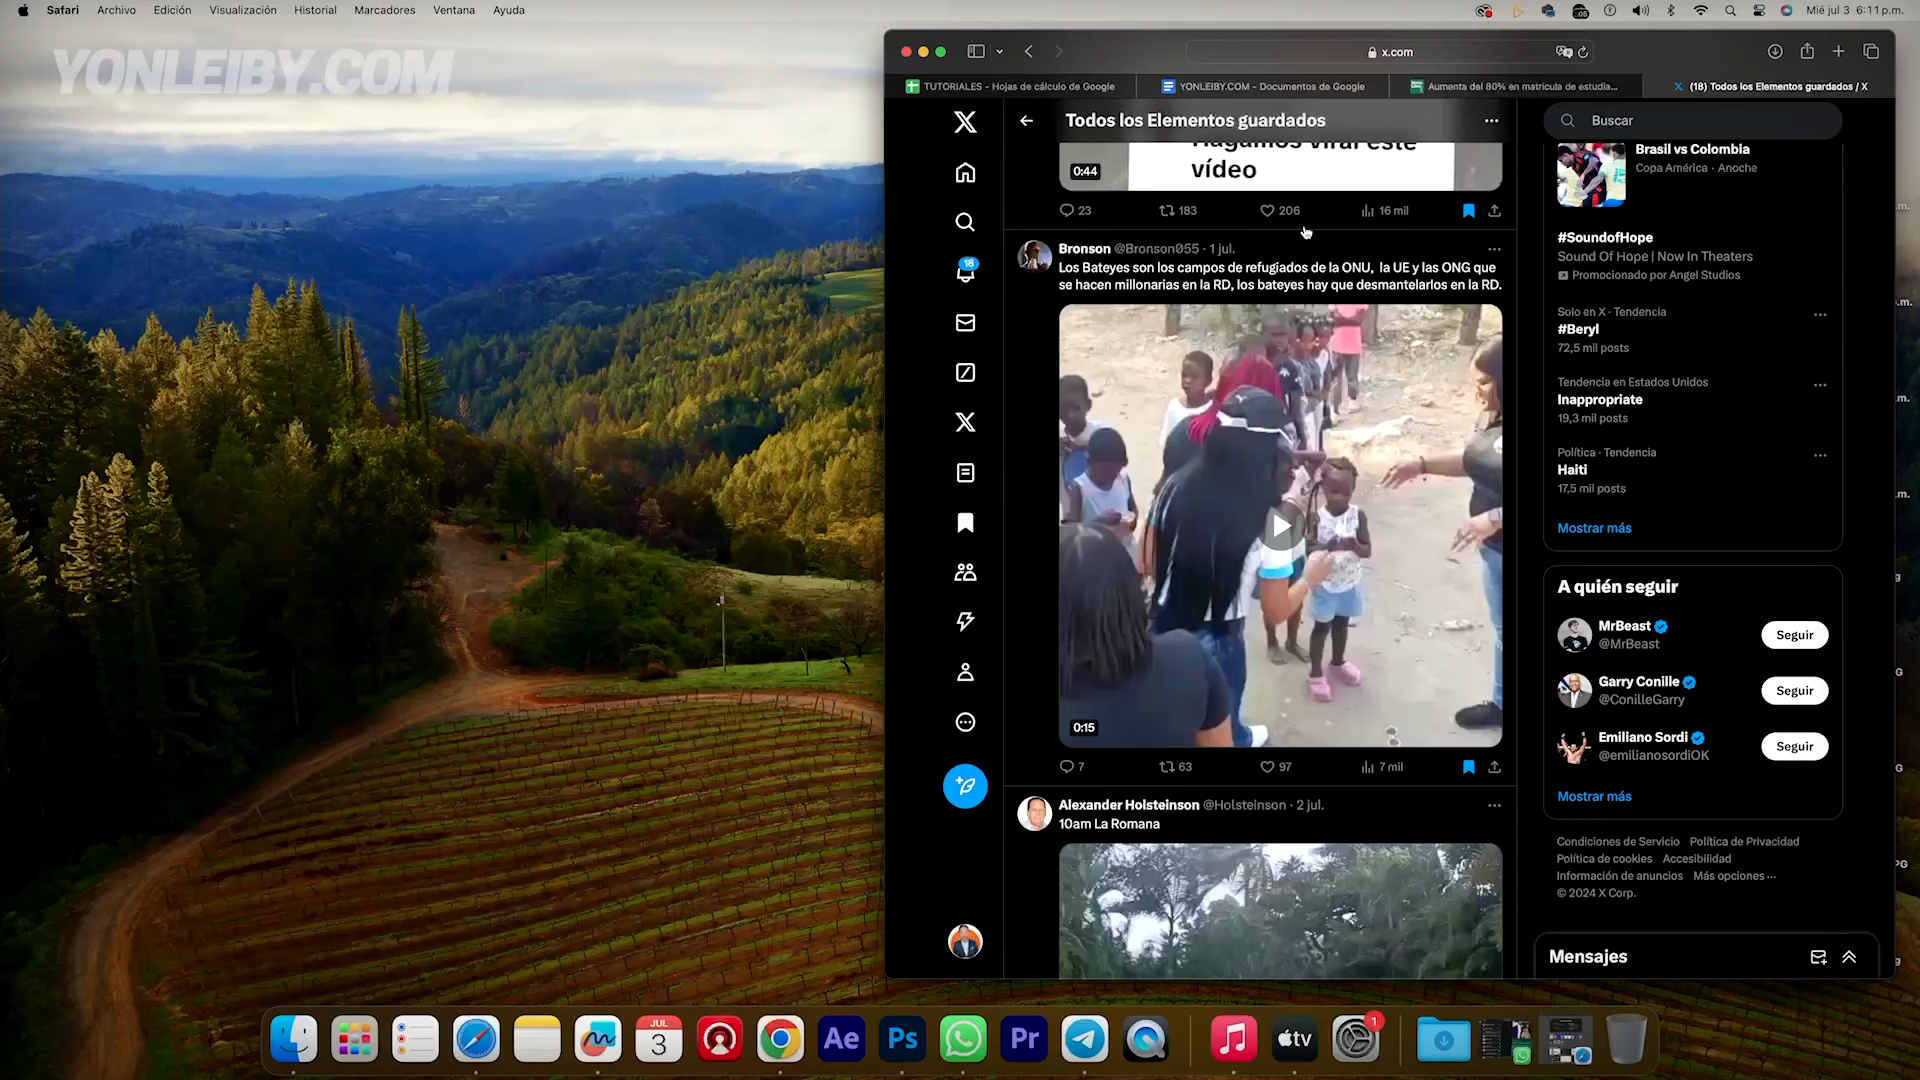 Safari Archivo Edición Visualización Historial Marcadores Ventana Ayuda
Mié jul 3 6:11 p.m.
YONLEIBY.COM
x.com
TUTORIALES - Hojas de cálculo de Google
YONLEIBY.COM - Documentos de Google
Aumenta del 80% en matricula de estudia...
(18) Todos los Elementos guardados / X
Todos los Elementos guardados
Hagamos viral este
vídeo
0:44
23 183 206 16 mil
Bronson @Bronson055 · 1 jul.
Los Bateyes son los campos de refugiados de la ONU, la UE y las ONG que
se hacen millonarias en la RD, los bateyes hay que desmantelarlos en la RD.
0:15
7 63 97 7 mil
Alexander Holsteinson @Holsteinson · 2 jul.
10am La Romana
18
Buscar
Brasil vs Colombia
Copa América · Anoche
#SoundofHope
Sound Of Hope | Now In Theaters
Promocionado por Angel Studios
Solo en X · Tendencia
#Beryl
72,5 mil posts
Tendencia en Estados Unidos
Inappropriate
19,3 mil posts
Política · Tendencia
Haiti
17,5 mil posts
Mostrar más
A quién seguir
MrBeast
@MrBeast
Seguir
Garry Conille
@ConilleGarry
Seguir
Emiliano Sordi
@emilianosordiOK
Seguir
Mostrar más
Condiciones de Servicio Política de Privacidad
Política de cookies Accesibilidad
Información de anuncios Más opciones ···
© 2024 X Corp.
Mensajes
JUL
3
Ae
Ps
Pr
tv
1